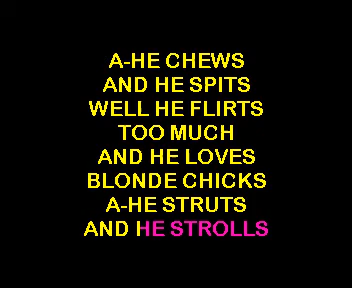 A-HE CHEWS
AND HE SPITS
WELL HE FLIRTS
TOO MUCH
AND HE LOVES
BLONDE CHICKS
A-HE STRUTS
AND HE STROLLS